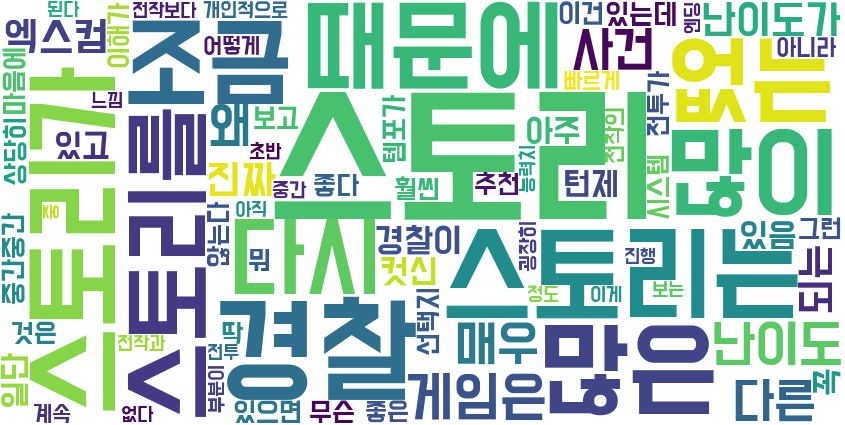 된다
전작보다
개인적으로
이건
있는데
엔딩
난이도가
엑스컴
이해가
어떻게
사건
아니라
때문에
조금
빠르게
없는
상당히
마음에
느낌
왜
보고
템포가
아주
전작의
전투가
스토리가
스토리를
스토리
많이
있고
초반
능력치
시스템
진짜
중간
좋다
훨씬
추천
턴제
중간중간
쭝
않는다
아직
다시
뭔
경찰이
컷신
굉장히
스토리는
있음
그런
진행
되는
정도
이게
보는
경찰
선택지
것은
전작과
딱
전투
매우
많은
난이도
일단
부분이
게임은
다른
꼭
계속
없다
있으면
무슨
좋은